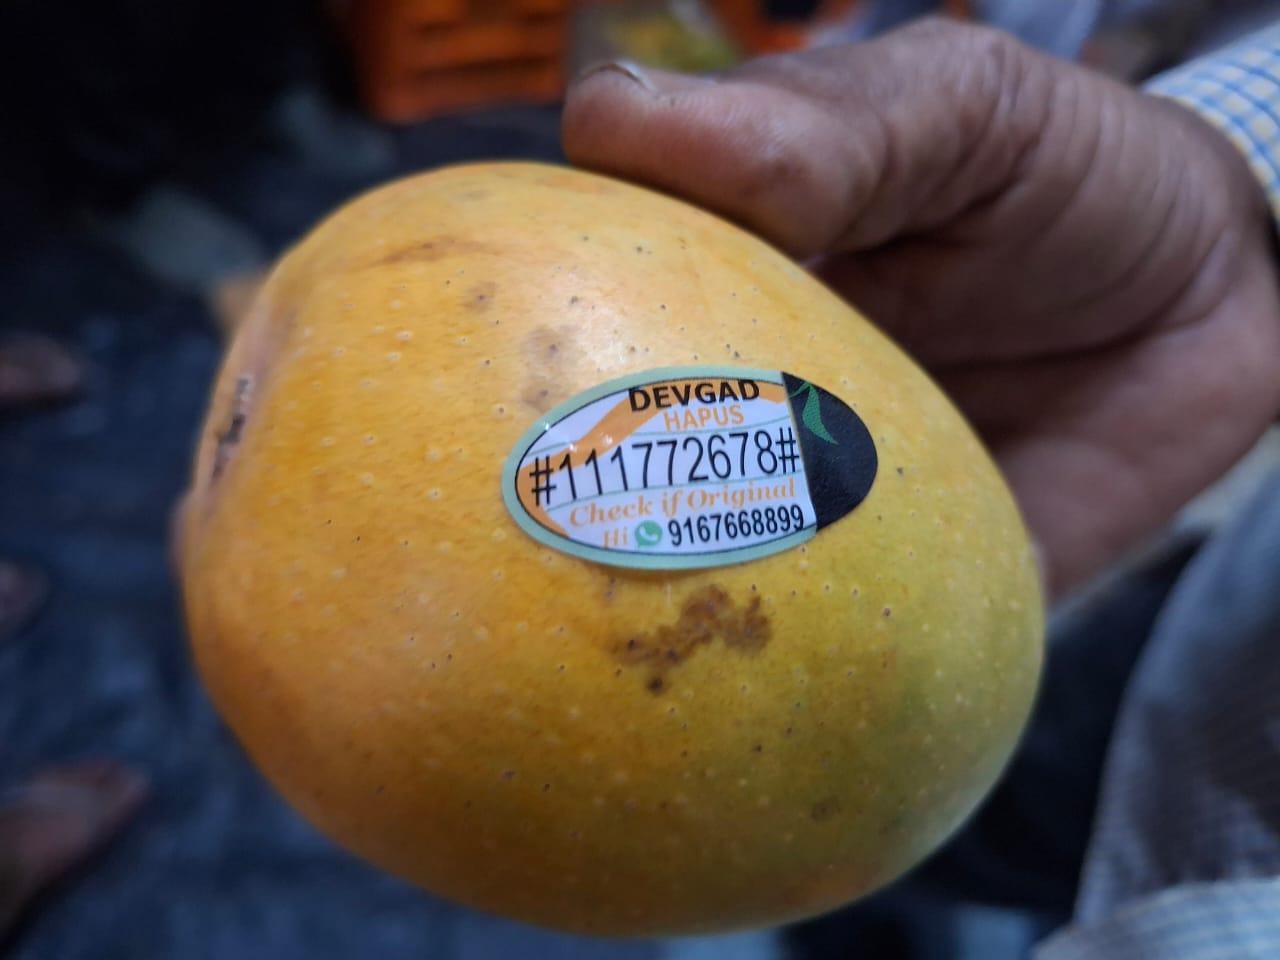 DEVGAD
HAPUS
#111772678#
Check if Original
Hi 9167668899